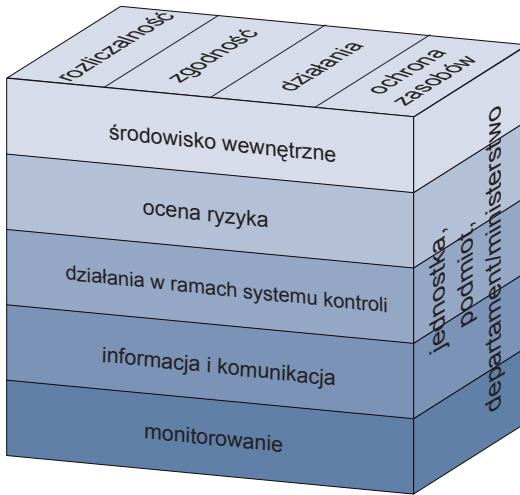 rozliczalność
zgodność
działania
ochrona
zasobów
środowisko wewnętrzne
ocena ryzyka
działania w ramach systemu kontroli
informacja i komunikacja
monitorowanie
jednostka,
podmiot,
departament/ministerstwo